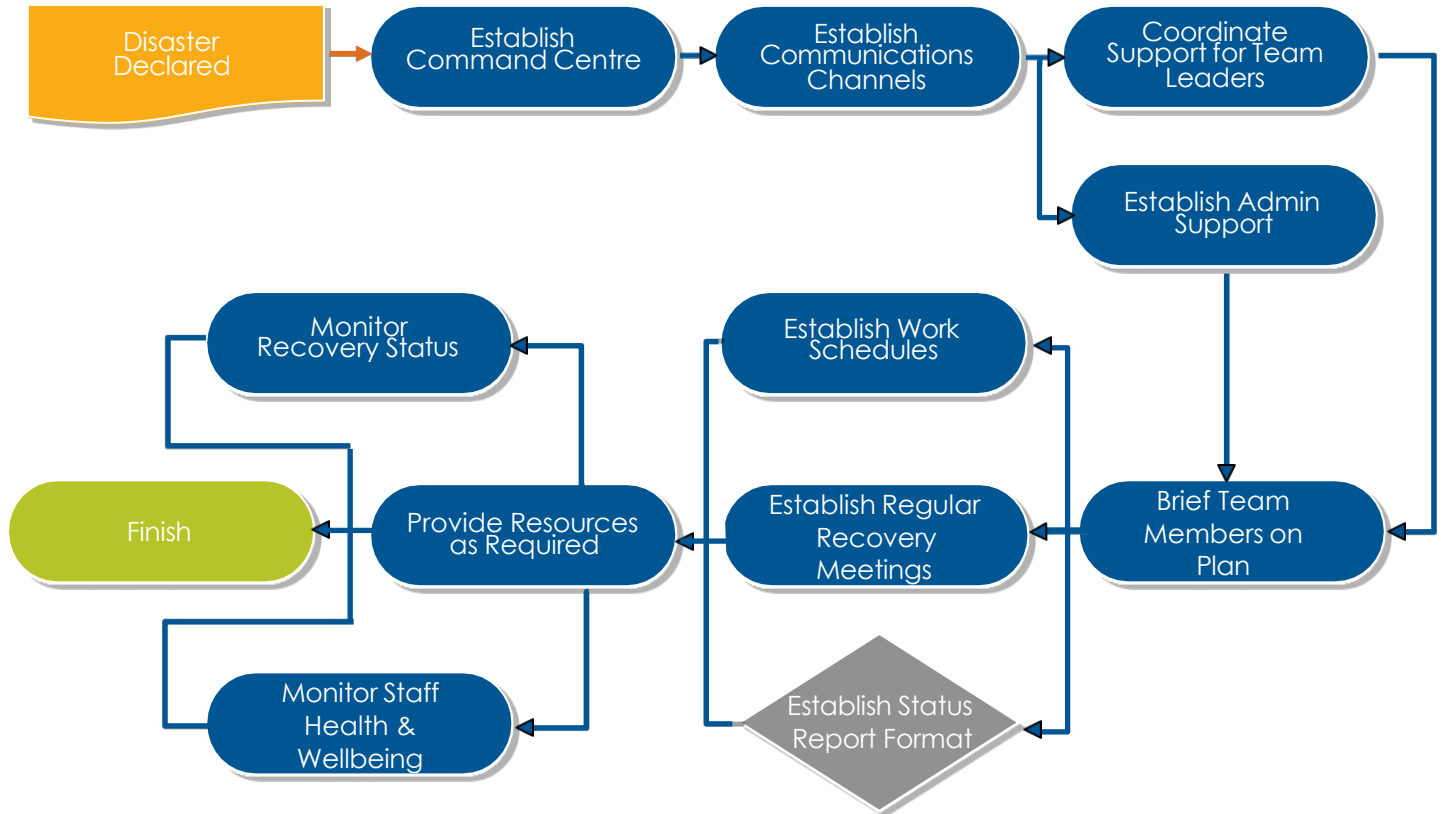 Disaster
Declared
Establish
Command Centre
Establish
Communications
Channels
Coordinate
Support for Team
Leaders
Establish Admin
Support
Monitor
Recovery Status
Establish Work
Schedules
Finish
Provide Resources
as Required
Establish Regular
Recovery
Meetings
Brief Team
Members on
Plan
Monitor Staff
Health &
Wellbeing
Establish Status
Report Format